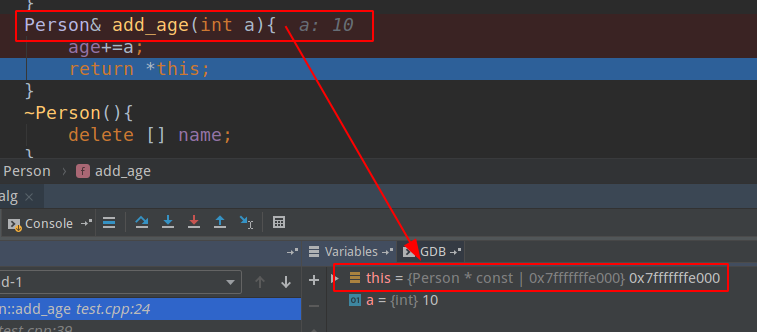 }
Person& add_age(int a){ a: 10
age+=a;
return *this;
}
~Person(){
delete [] name;
}
Person › f add_age
alg ×
Console
Variables GDB
d-1
this = {Person * const | 0x7fffffffe000} 0x7fffffffe000
01 a = {int} 10
n::add_age test.cpp:24
test.cpp:39